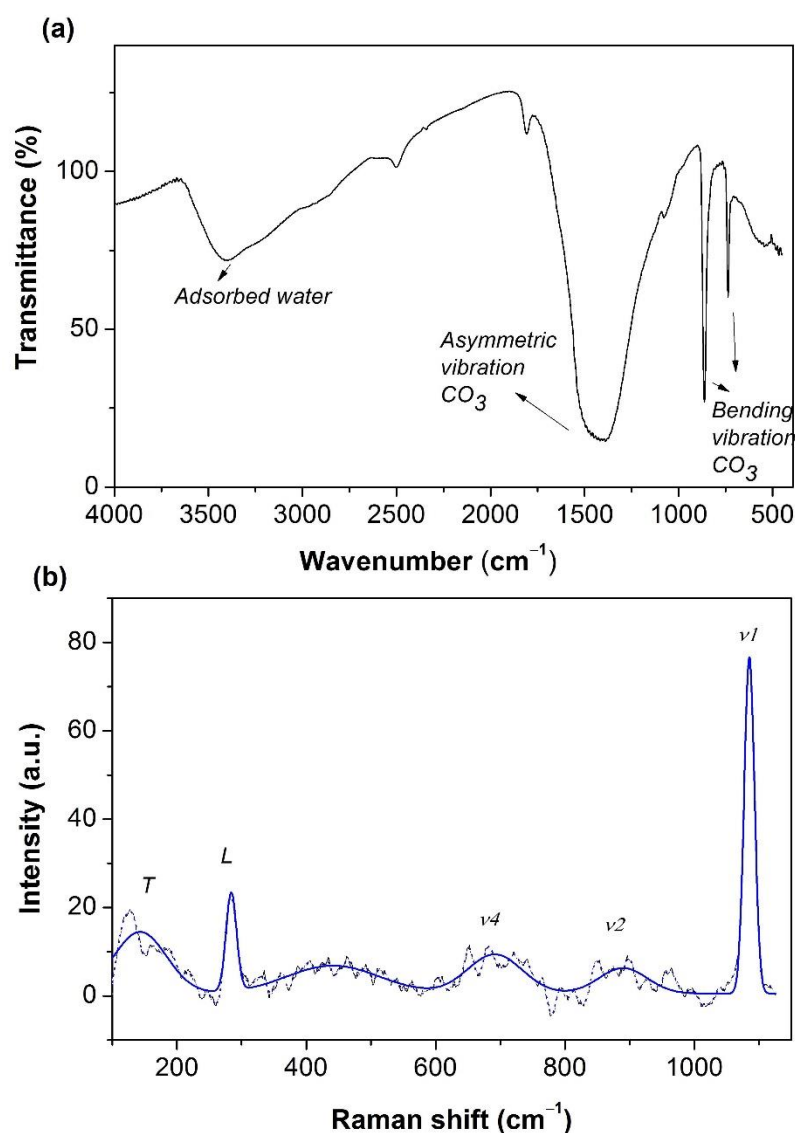 (a)
Transmittance (%)
100
50
0
Adsorbed water
Asymmetric
vibration
CO3
Bending
vibration
CO3
4000 3500 3000 2500 2000 1500 1000 500
Wavenumber (cm−1)
(b)
Intensity (a.u.)
80
60
40
20
0
T
L
ν4
ν2
ν1
200 400 600 800 1000
Raman shift (cm−1)